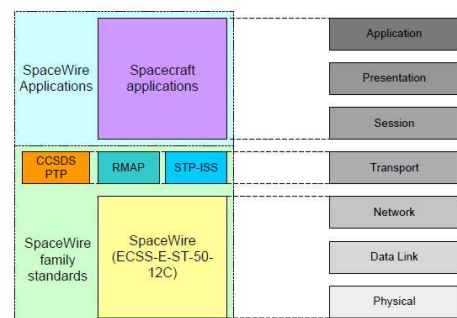 SpaceWire
Applications
Spacecraft
applications
CCSDS
PTP
RMAP
STP-ISS
SpaceWire
family
standards
SpaceWire
(ECSS-E-ST-50-
12C)
Application
Presentation
Session
Transport
Network
Data Link
Physical